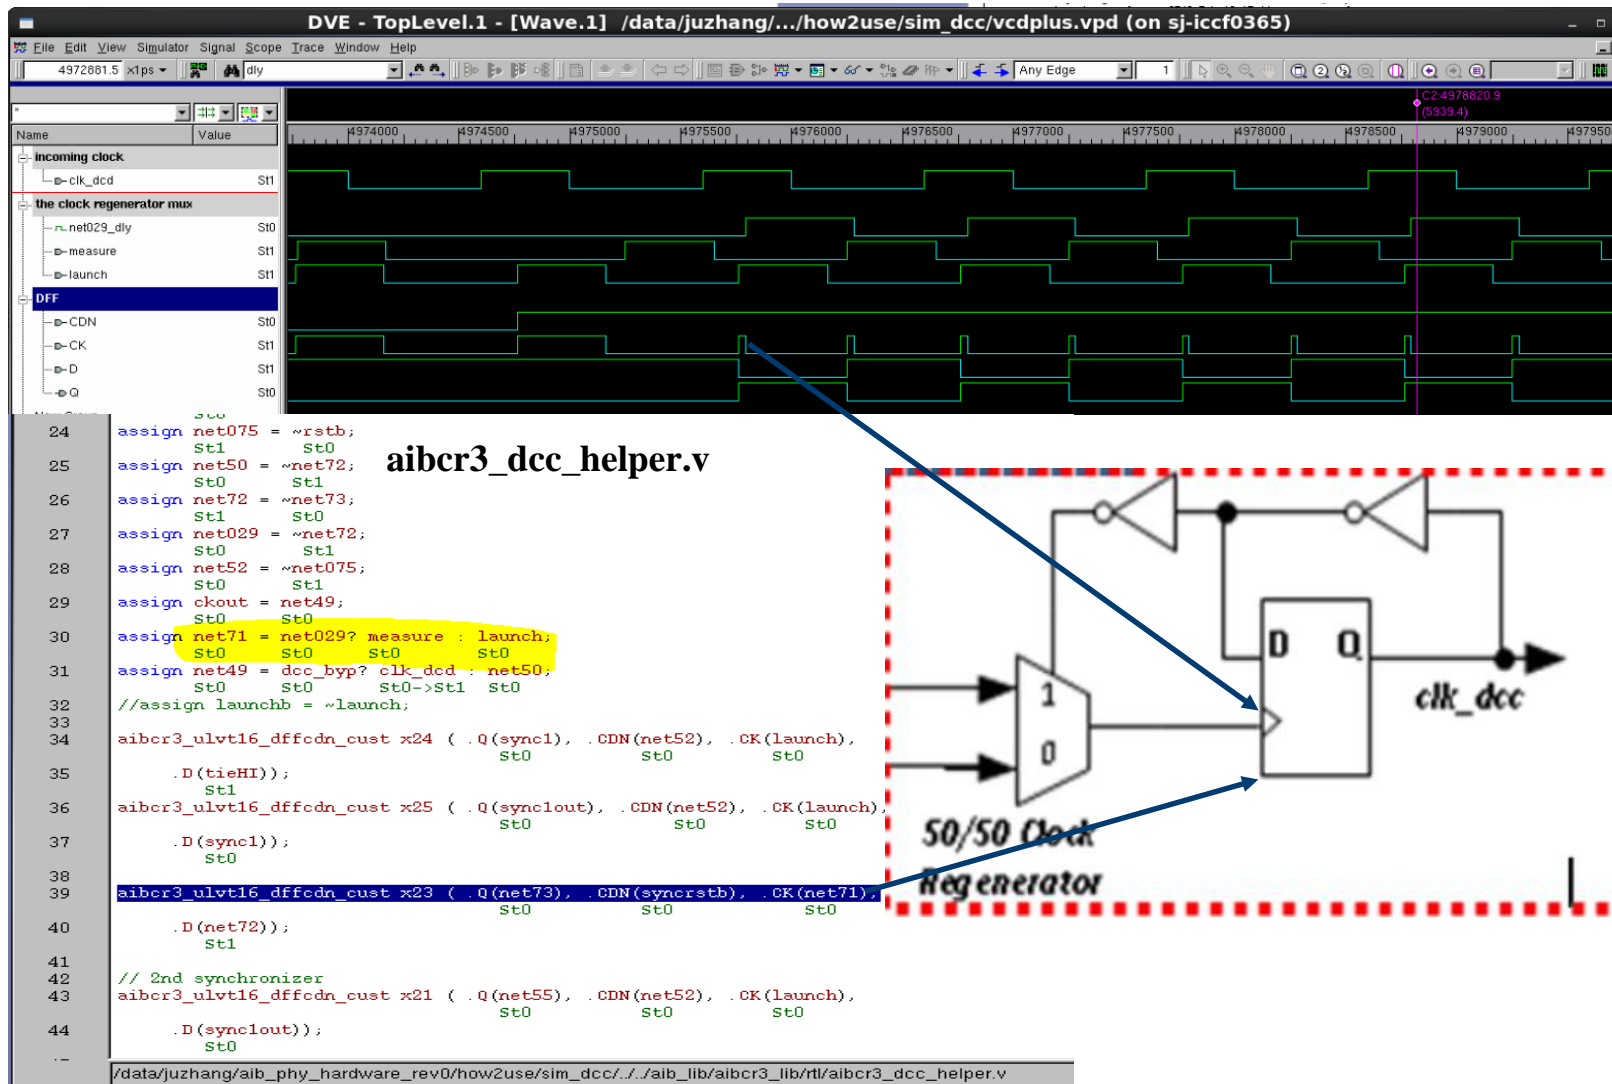 DVE - TopLevel.1 - [Wave.1] /data/juzhang/.../how2use/sim_dcc/vcdplus.vpd (on sj-iccf0365)
File Edit View Simulator Signal Scope Trace Window Help
4972881.5 x1ps dly Any Edge 1
C2:4978820.9
(5939.4)
Name Value 4974000 4974500 4975000 4975500 4976000 4976500 4977000 4977500 4978000 4978500 4979000 497950
incoming clock
clk_dcd St1
the clock regenerator mux
net029_dly St0
measure St1
launch St1
DFF
CDN St0
CK St1
D St1
Q St0
St0
24 assign net075 = ~rstb;
St1 St0
aibcr3_dcc_helper.v
25 assign net50 = ~net72;
St0 St1
26 assign net72 = ~net73;
St1 St0
27 assign net029 = ~net72;
St0 St1
28 assign net52 = ~net075;
St0 St1
29 assign ckout = net49;
St0 St0
30 assign net71 = net029? measure : launch;
St0 St0 St0 St0
31 assign net49 = dcc_byp? clk_dcd : net50;
St0 St0 St0->St1 St0
32 //assign launchb = ~launch;
33
34 aibcr3_ulvt16_dffcdn_cust x24 ( .Q(sync1), .CDN(net52), .CK(launch),
St0 St0 St0
35 .D(tieHI));
St1
36 aibcr3_ulvt16_dffcdn_cust x25 ( .Q(sync1out), .CDN(net52), .CK(launch),
St0 St0 St0
37 .D(sync1));
St0
38
39 aibcr3_ulvt16_dffcdn_cust x23 ( .Q(net73), .CDN(syncrstb), .CK(net71),
St0 St0 St0
40 .D(net72));
St1
41
42 // 2nd synchronizer
43 aibcr3_ulvt16_dffcdn_cust x21 ( .Q(net55), .CDN(net52), .CK(launch),
St0 St0 St0
44 .D(sync1out));
St0
/data/juzhang/aib_phy_hardware_rev0/how2use/sim_dcc/../../aib_lib/aibcr3_lib/rtl/aibcr3_dcc_helper.v
1
0
D Q
clk_dcc
50/50 Clock
Regenerator